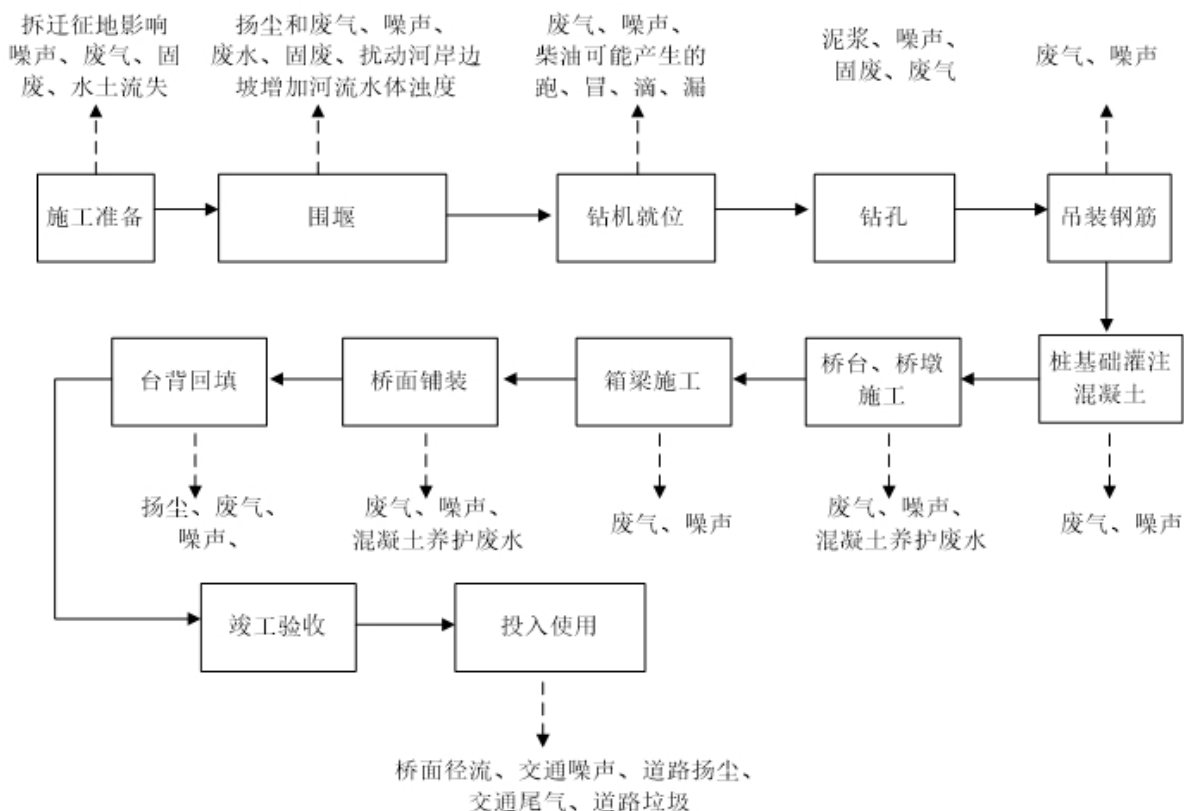 拆迁征地影响
噪声、废气、固
废、水土流失
扬尘和废气、噪声、
废水、固废、扰动河岸边
坡增加河流水体浊度
废气、噪声、
柴油可能产生的
跑、冒、滴、漏
泥浆、噪声、
固废、废气
废气、噪声
施工准备
围堰
钻机就位
钻孔
吊装钢筋
台背回填
桥面铺装
箱梁施工
桥台、桥墩
施工
桩基础灌注
混凝土
扬尘、废气、
噪声、
废气、噪声、
混凝土养护废水
废气、噪声
废气、噪声、
混凝土养护废水
废气、噪声
竣工验收
投入使用
桥面径流、交通噪声、道路扬尘、
交通尾气、道路垃圾